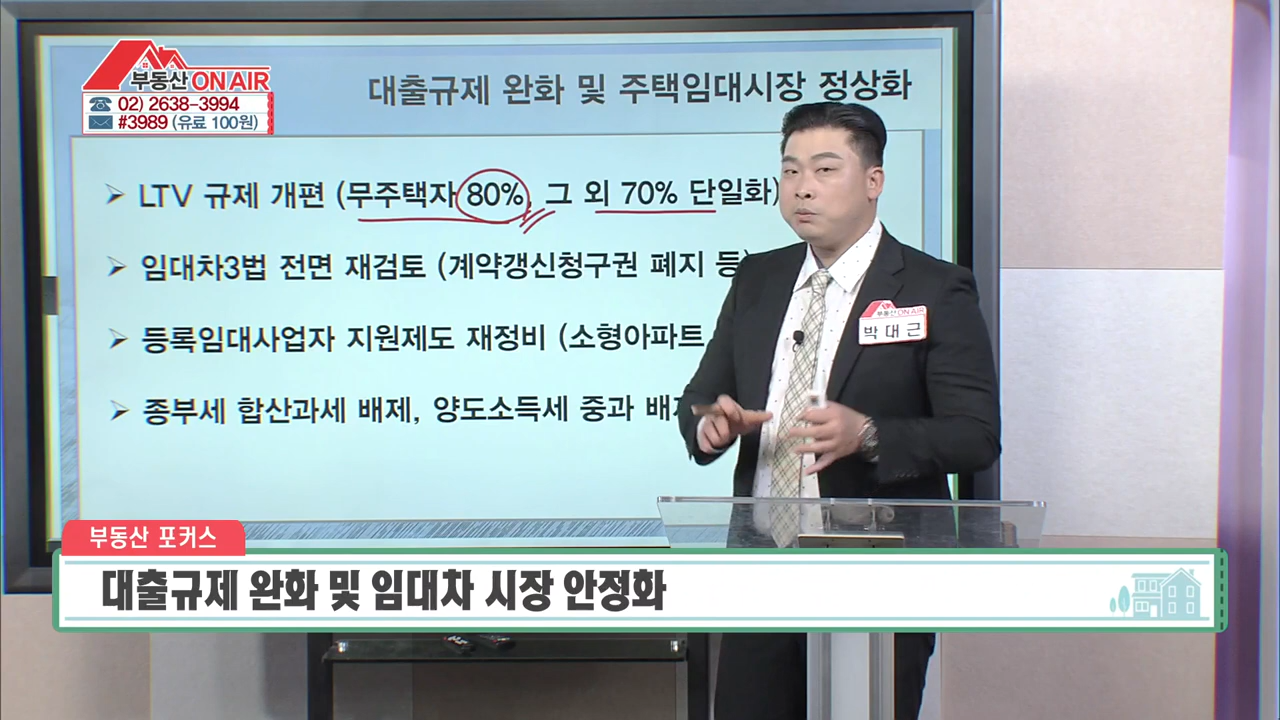 부동산 ON AIR
02) 2638-3994
#3989 (유료 100원)
대출규제 완화 및 주택임대시장 정상화
➢ LTV 규제 개편 (무주택자 80%, 그 외 70% 단일화)
➢ 임대차3법 전면 재검토 (계약갱신청구권 폐지 등)
➢ 등록임대사업자 지원제도 재정비 (소형아파트
➢ 종부세 합산과세 배제, 양도소득세 중과 배제
부동산 ON AIR
박대근
부동산 포커스
대출규제 완화 및 임대차 시장 안정화